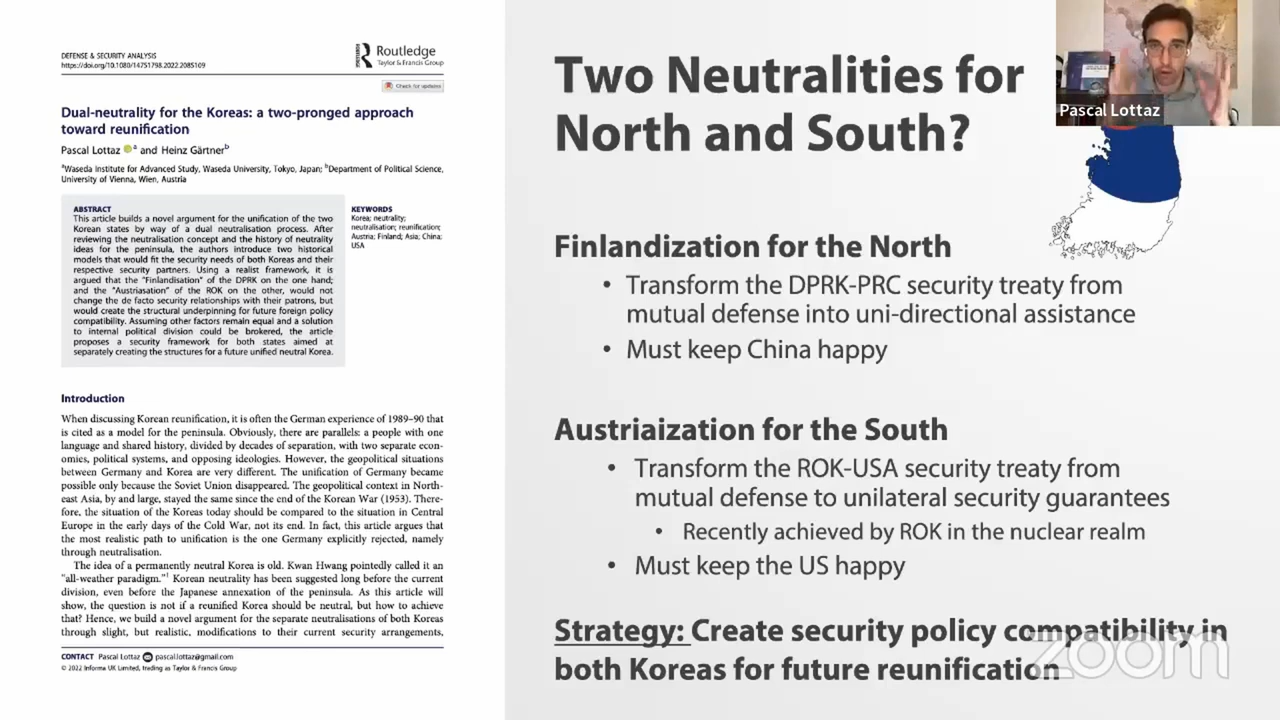 DEFENSE & SECURITY ANALYSIS
https://doi.org/10.1080/14751798.2022.2085109
Routledge
Taylor & Francis Group
Check for updates
Dual-neutrality for the Koreas: a two-pronged approach
toward reunification
Pascal Lottaz a and Heinz Gärtnerb
aWaseda Institute for Advanced Study, Waseda University, Tokyo, Japan; bDepartment of Political Science,
University of Vienna, Wien, Austria
ABSTRACT
This article builds a novel argument for the unification of the two
Korean states by way of a dual neutralisation process. After
reviewing the neutralisation concept and the history of neutrality
ideas for the peninsula, the authors introduce two historical
models that would fit the security needs of both Koreas and their
respective security partners. Using a realist framework, it is
argued that the "Finlandisation" of the DPRK on the one hand;
and the "Austriasation" of the ROK on the other, would not
change the de facto security relationships with their patrons, but
would create the structural underpinning for future foreign policy
compatibility. Assuming other factors remain equal and a solution
to internal political division could be brokered, the article
proposes a security framework for both states aimed at
separately creating the structures for a future unified neutral Korea.
KEYWORDS
Korea; neutrality;
neutralisation; reunification;
Austria; Finland; Asia; China;
USA
Introduction
When discussing Korean reunification, it is often the German experience of 1989–90 that
is cited as a model for the peninsula. Obviously, there are parallels: a people with one
language and shared history, divided by decades of separation, with two separate econ-
omies, political systems, and opposing ideologies. However, the geopolitical situations
between Germany and Korea are very different. The unification of Germany became
possible only because the Soviet Union disappeared. The geopolitical context in North-
east Asia, by and large, stayed the same since the end of the Korean War (1953). There-
fore, the situation of the Koreas today should be compared to the situation in Central
Europe in the early days of the Cold War, not its end. In fact, this article argues that
the most realistic path to unification is the one Germany explicitly rejected, namely
through neutralisation.
The idea of a permanently neutral Korea is old. Kwan Hwang pointedly called it an
"all-weather paradigm."1 Korean neutrality has been suggested long before the current
division, even before the Japanese annexation of the peninsula. As this article will
show, the question is not if a reunified Korea should be neutral, but how to achieve
that? Hence, we build a novel argument for the separate neutralisations of both Koreas
through slight, but realistic, modifications to their current security arrangements,
CONTACT Pascal Lottaz pascal.lottaz@gmail.com
© 2022 Informa UK Limited, trading as Taylor & Francis Group
Two Neutralities for
North and South?
Pascal Lottaz
Finlandization for the North
• Transform the DPRK-PRC security treaty from
mutual defense into uni-directional assistance
• Must keep China happy
Austriaization for the South
• Transform the ROK-USA security treaty from
mutual defense to unilateral security guarantees
• Recently achieved by ROK in the nuclear realm
• Must keep the US happy
Strategy: Create security policy compatibility in
both Koreas for future reunification
zoom